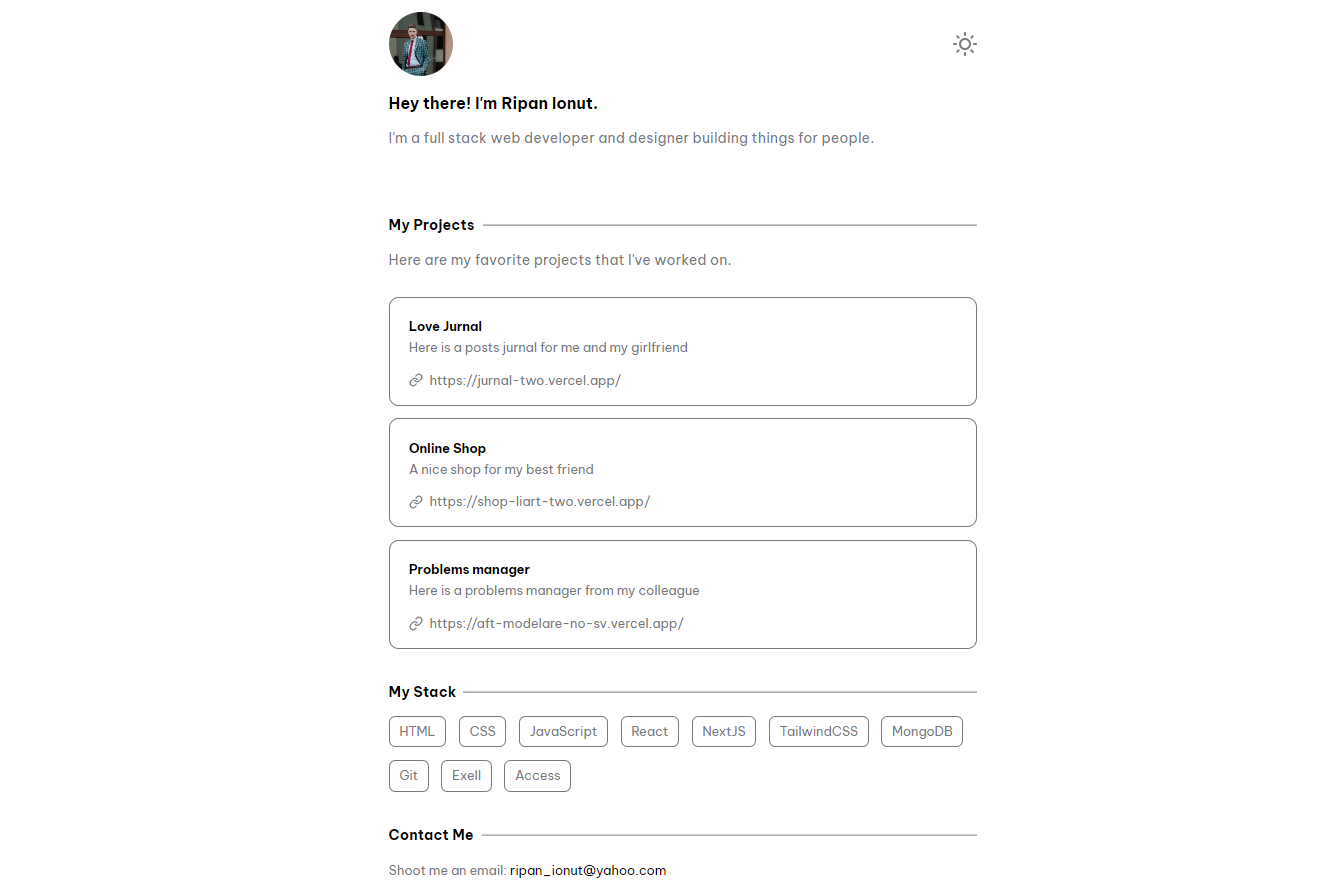 Hey there! I'm Ripan Ionut.
I'm a full stack web developer and designer building things for people.
My Projects
Here are my favorite projects that I've worked on.
Love Jurnal
Here is a posts jurnal for me and my girlfriend
https://jurnal-two.vercel.app/
Online Shop
A nice shop for my best friend
https://shop-liart-two.vercel.app/
Problems manager
Here is a problems manager from my colleague
https://aft-modelare-no-sv.vercel.app/
My Stack
HTML CSS JavaScript React NextJS TailwindCSS MongoDB
Git Exell Access
Contact Me
Shoot me an email: ripan_ionut@yahoo.com